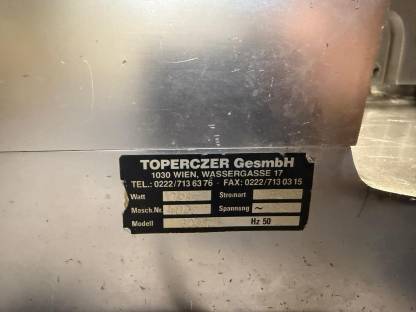 TOPERCZER GesmbH
1030 WIEN, WASSERGASSE 17
TEL.: 0222/713 63 76 - FAX: 0222/713 03 15
Watt Stromart
Masch.Nr. Spannung ~
Modell Hz 50